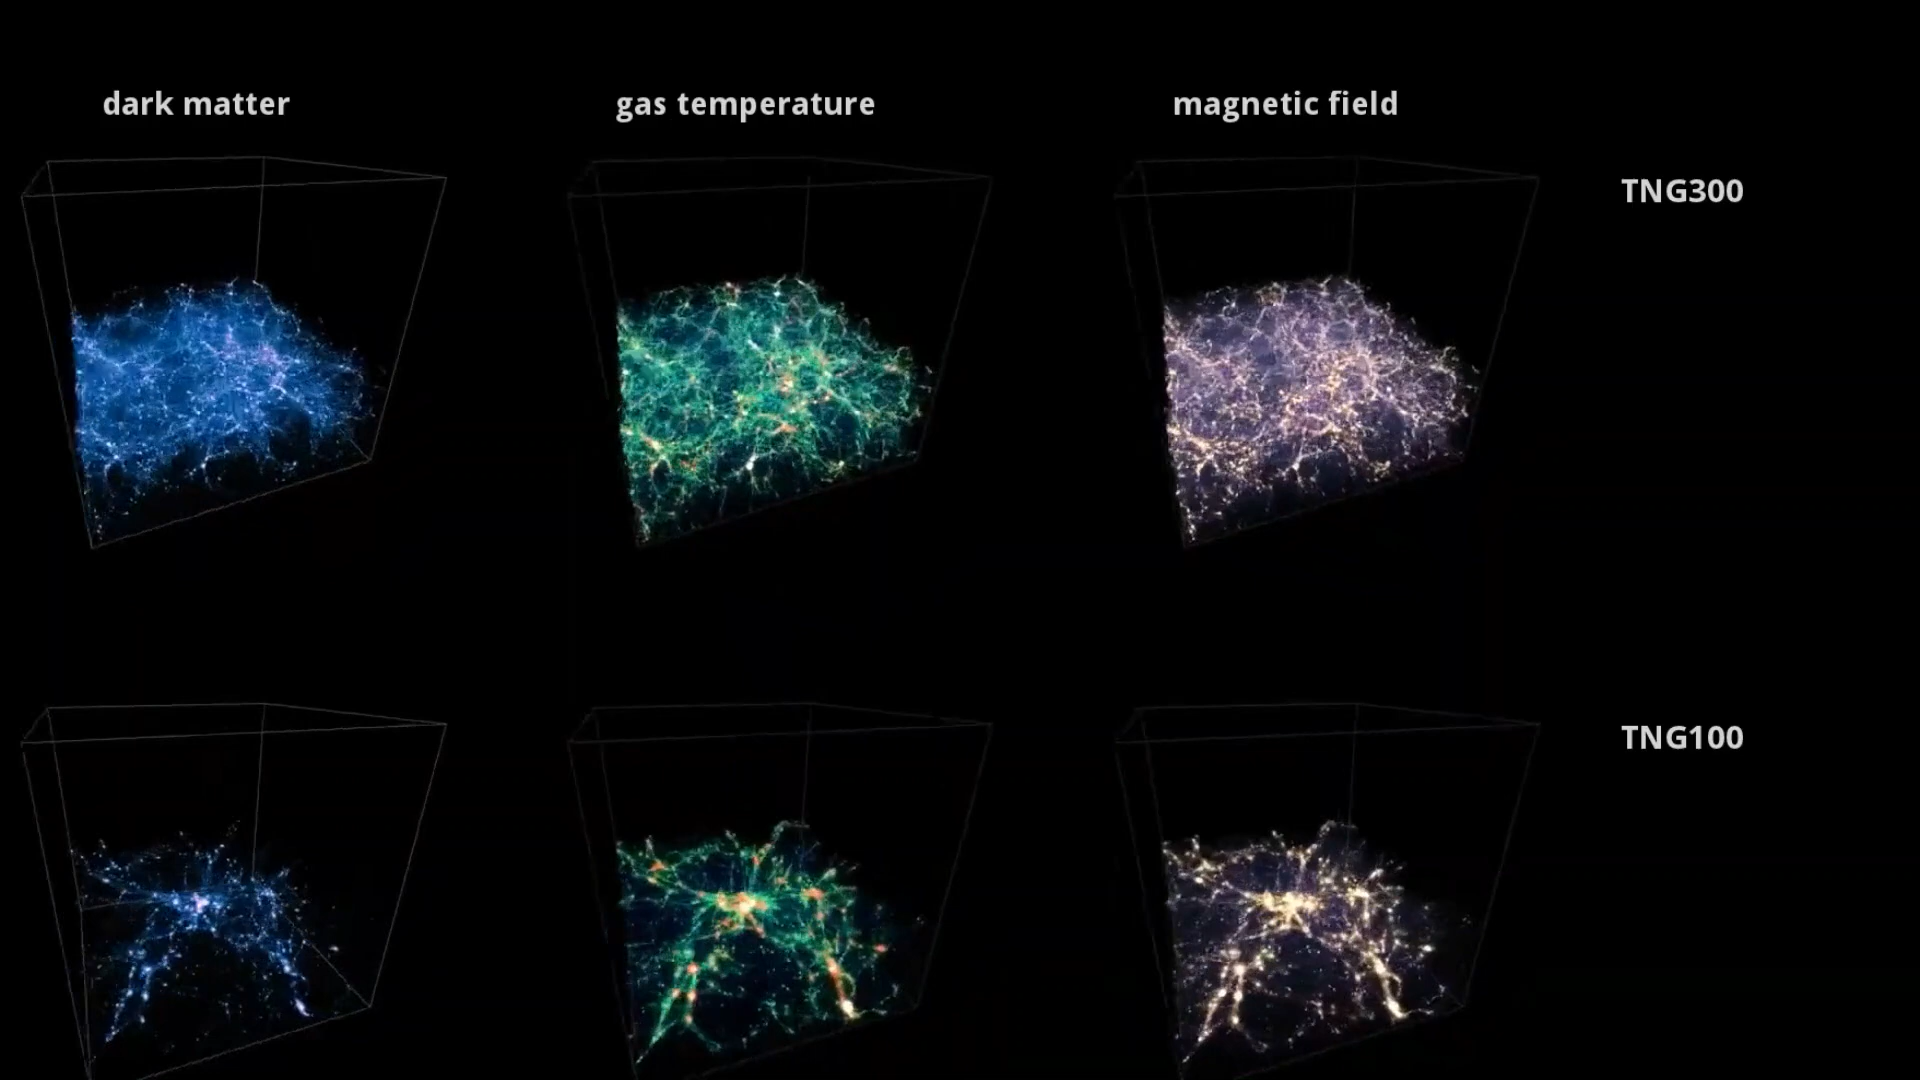 dark matter
gas temperature
magnetic field
TNG300
TNG100